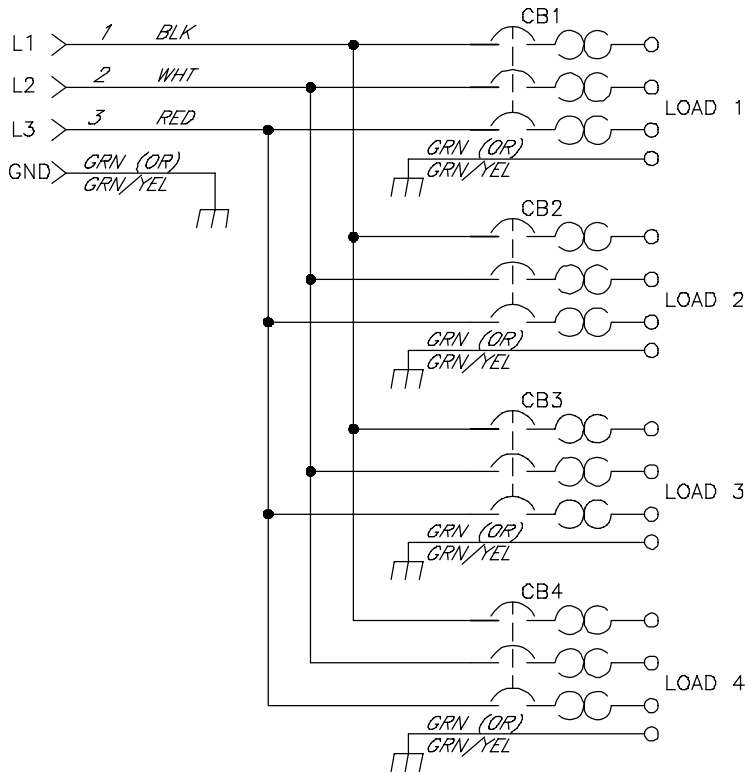 CB1
L1 1 BLK
L2 2 WHT
LOAD 1
L3 3 RED
GRN (OR)
GRN/YEL
GND GRN (OR)
GRN/YEL
CB2
LOAD 2
GRN (OR)
GRN/YEL
CB3
LOAD 3
GRN (OR)
GRN/YEL
CB4
LOAD 4
GRN (OR)
GRN/YEL